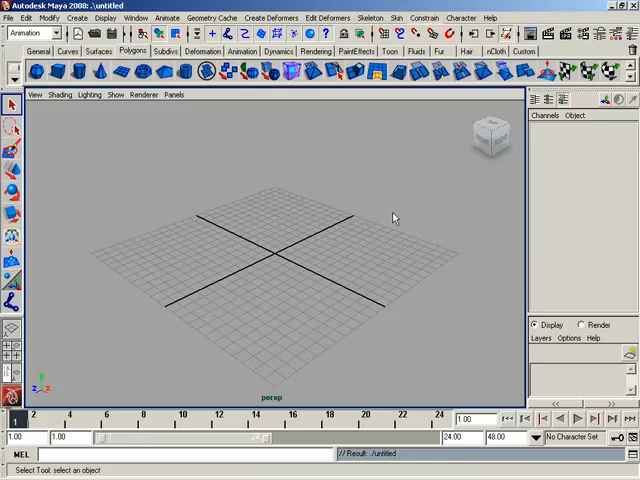 Autodesk Maya 2008: .\untitled
File Edit Modify Create Display Window Animate Geometry Cache Create Deformers Edit Deformers Skeleton Skin Constrain Character Help
Animation
General Curves Surfaces Polygons Subdivs Deformation Animation Dynamics Rendering PaintEffects Toon Fluids Fur Hair nCloth Custom
View Shading Lighting Show Renderer Panels
Channels Object
TOP
FRONT RIGHT
Display Render
Layers Options Help
y
z x
persp
1 2 4 6 8 10 12 14 16 18 20 22 24
1.00
1.00 1.00 24.00 48.00 No Character Set
MEL // Result: ./untitled
Select Tool: select an object